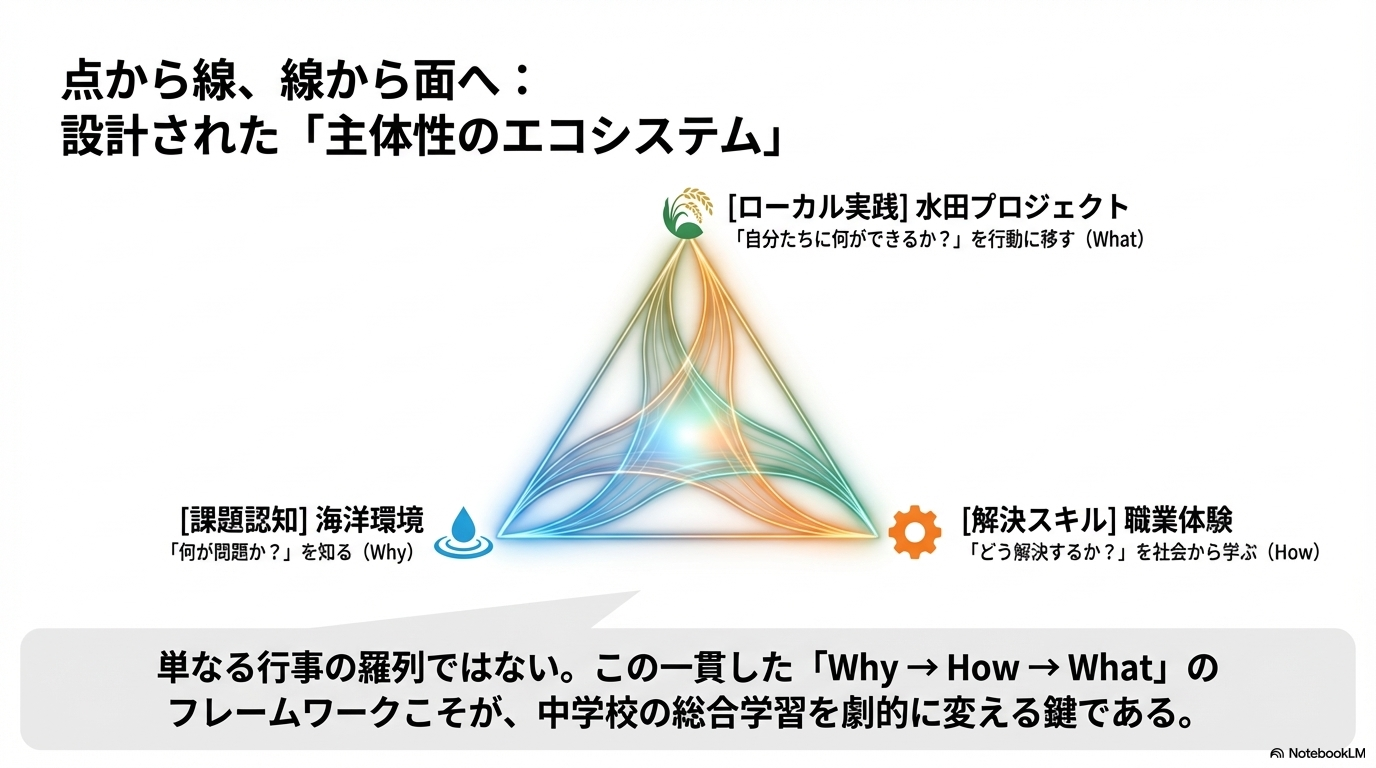 点から線、線から面へ：
設計された「主体性のエコシステム」
[ローカル実践] 水田プロジェクト
「自分たちに何ができるか？」を行動に移す（What）
[課題認知] 海洋環境
「何が問題か？」を知る（Why）
[解決スキル] 職業体験
「どう解決するか？」を社会から学ぶ（How）
単なる行事の羅列ではない。この一貫した「Why → How → What」の
フレームワークこそが、中学校の総合学習を劇的に変える鍵である。
NotebookLM